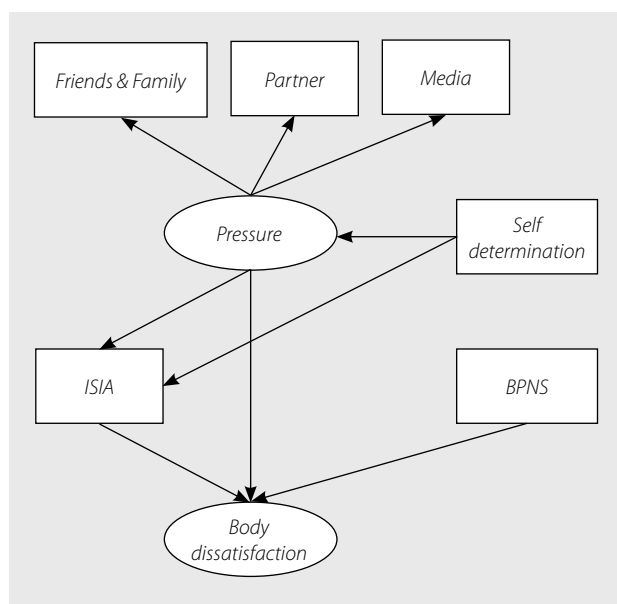 Friends & Family
Partner
Media
Pressure
Self
determination
ISIA
BPNS
Body
dissatisfaction